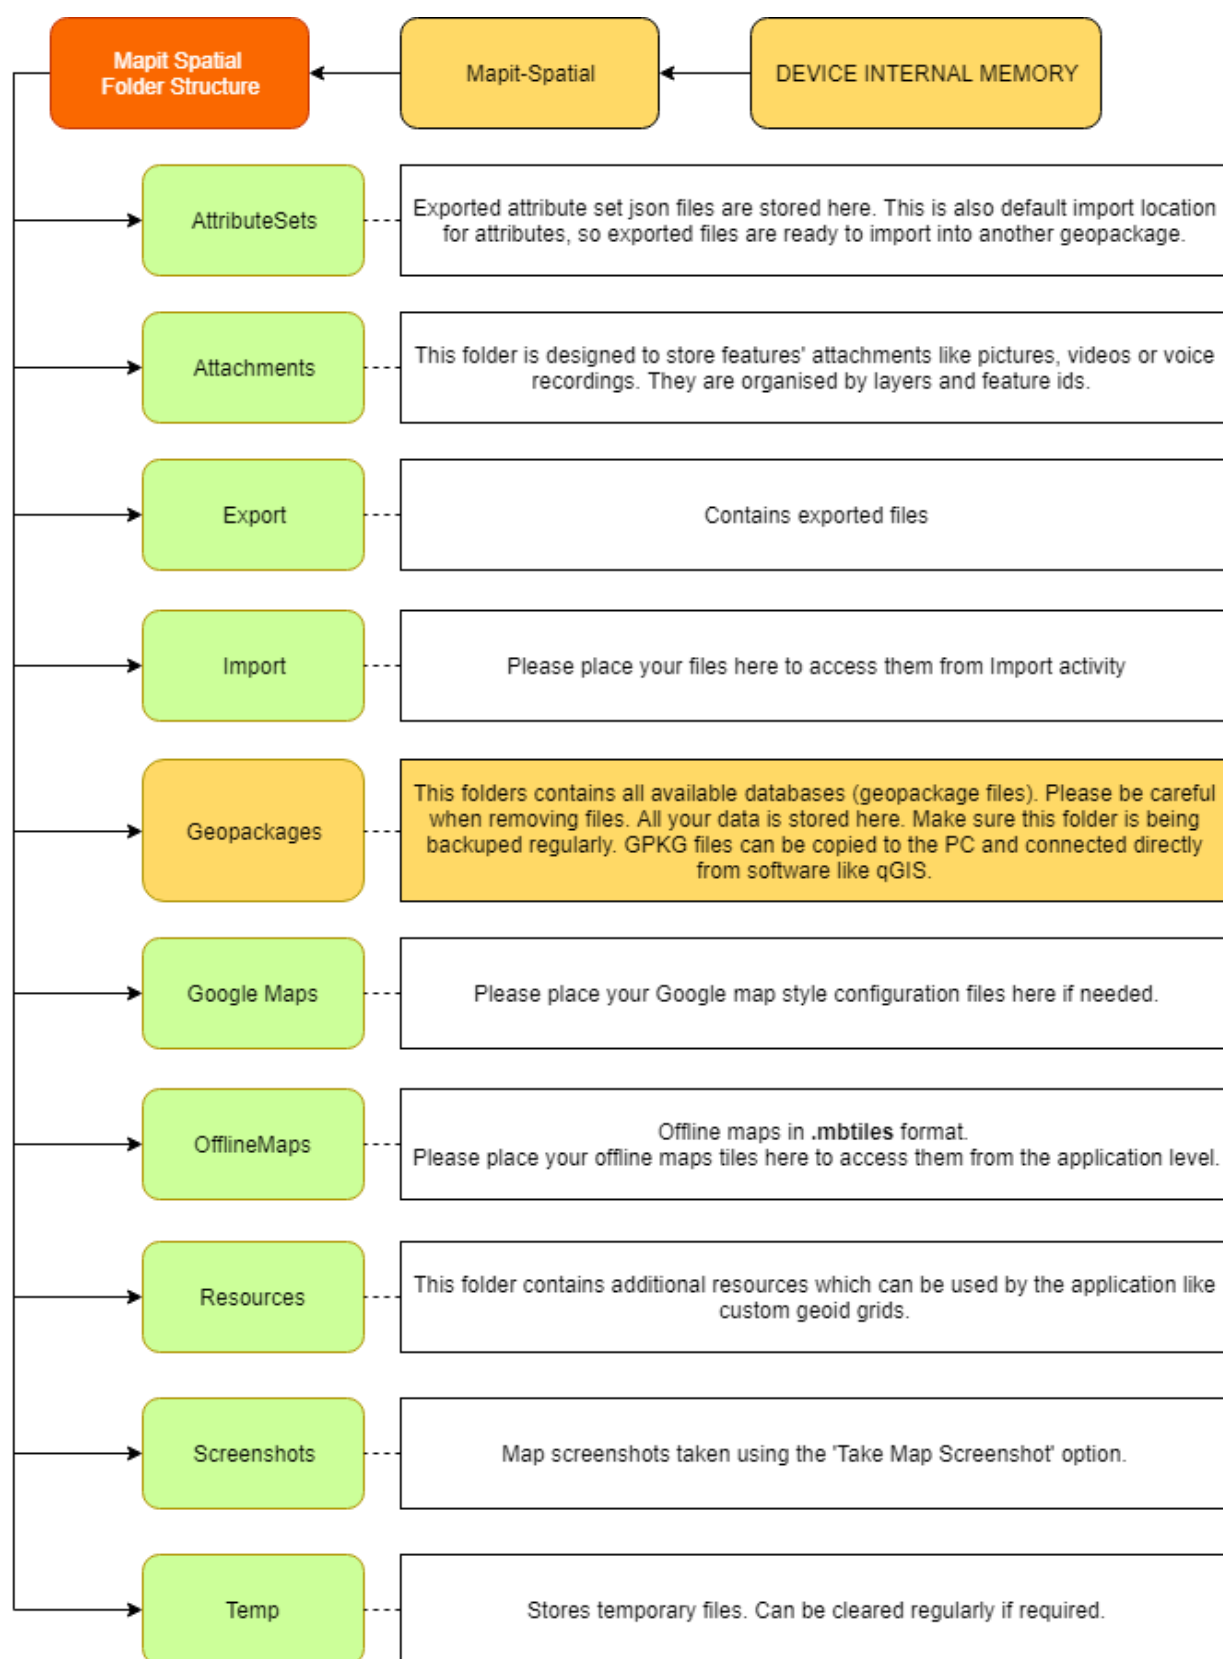 Mapit Spatial
Folder Structure
Mapit-Spatial
DEVICE INTERNAL MEMORY
AttributeSets
Exported attribute set json files are stored here. This is also default import location
for attributes, so exported files are ready to import into another geopackage.
Attachments
This folder is designed to store features' attachments like pictures, videos or voice
recordings. They are organised by layers and feature ids.
Export
Contains exported files
Import
Please place your files here to access them from Import activity
Geopackages
This folders contains all available databases (geopackage files). Please be careful
when removing files. All your data is stored here. Make sure this folder is being
backuped regularly. GPKG files can be copied to the PC and connected directly
from software like qGIS.
Google Maps
Please place your Google map style configuration files here if needed.
OfflineMaps
Offline maps in .mbtiles format.
Please place your offline maps tiles here to access them from the application level.
Resources
This folder contains additional resources which can be used by the application like
custom geoid grids.
Screenshots
Map screenshots taken using the 'Take Map Screenshot' option.
Temp
Stores temporary files. Can be cleared regularly if required.